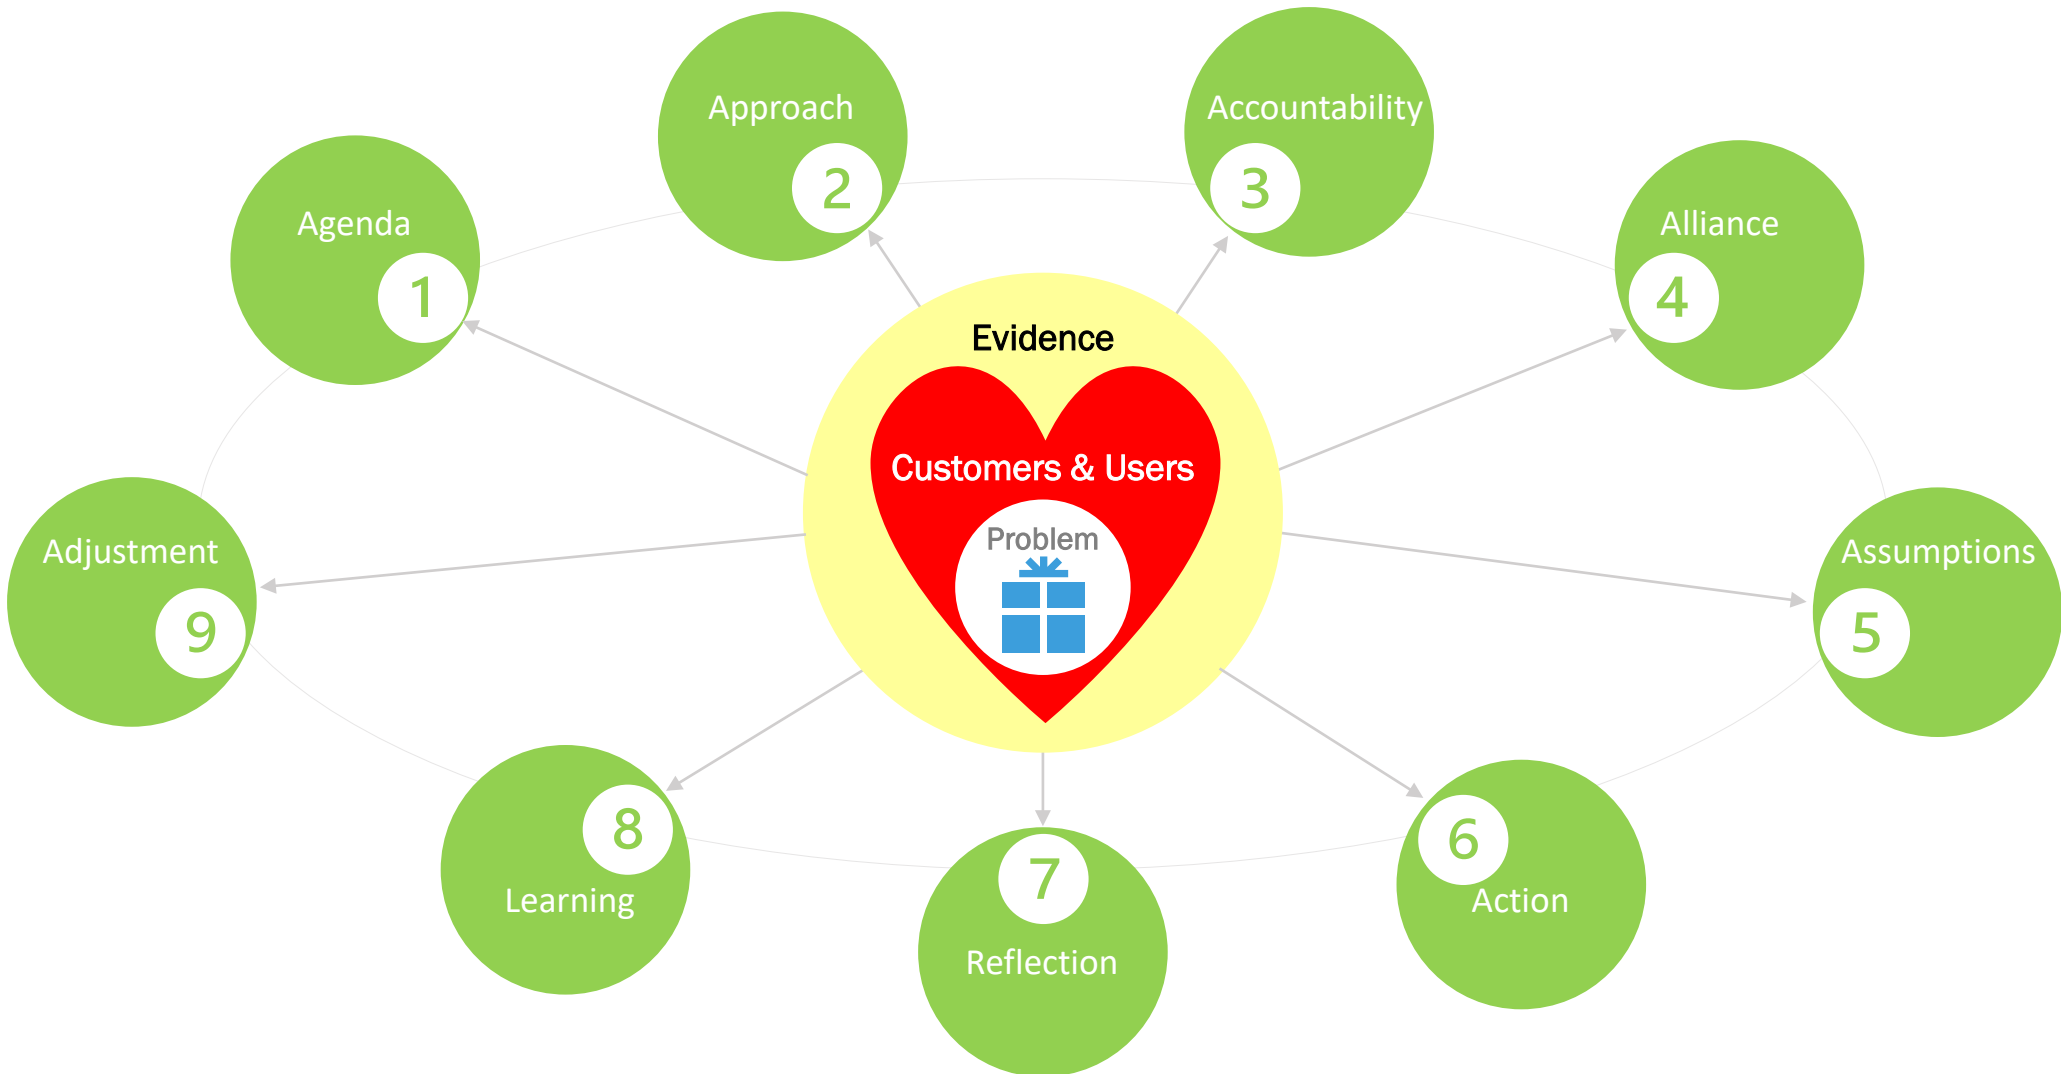 Agenda
1
Approach
2
Accountability
3
Alliance
4
Assumptions
5
6
Action
7
Reflection
8
Learning
Adjustment
9
Evidence
Customers & Users
Problem